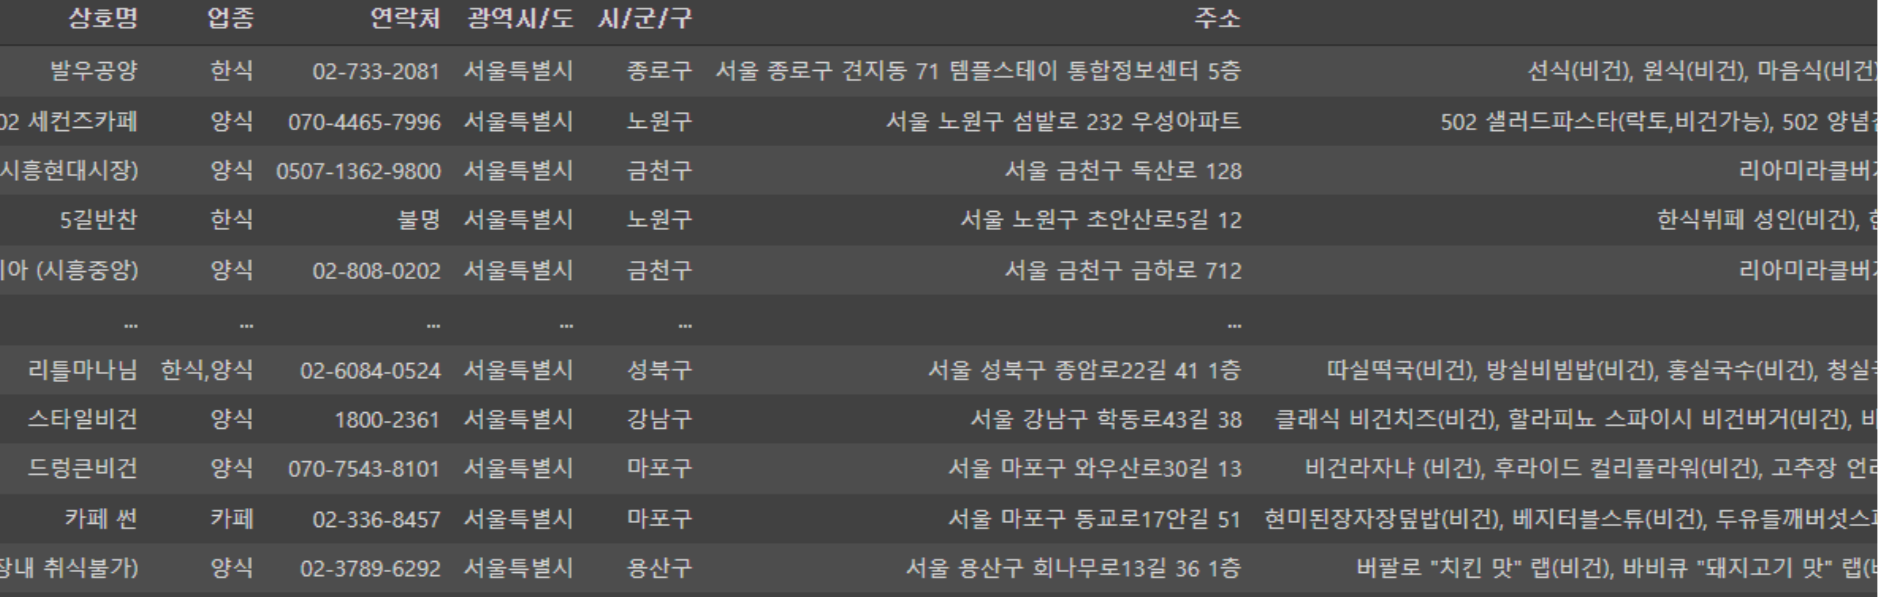 상호명 업종 연락처 광역시/도 시/군/구 주소
발우공양 한식 02-733-2081 서울특별시 종로구 서울 종로구 견지동 71 템플스테이 통합정보센터 5층 선식(비건), 원식(비건), 마음식(비건)
02 세컨즈카페 양식 070-4465-7996 서울특별시 노원구 서울 노원구 섬밭로 232 우성아파트 502 샐러드파스타(락토,비건가능), 502 양념
시흥현대시장) 양식 0507-1362-9800 서울특별시 금천구 서울 금천구 독산로 128 리아미라클버
5길반찬 한식 불명 서울특별시 노원구 서울 노원구 초안산로5길 12 한식뷔페 성인(비건),
아 (시흥중앙) 양식 02-808-0202 서울특별시 금천구 서울 금천구 금하로 712 리아미라클버
... ... ... ... ... ...
리틀마나님 한식,양식 02-6084-0524 서울특별시 성북구 서울 성북구 종암로22길 41 1층 따실떡국(비건), 방실비빔밥(비건), 홍실국수(비건), 청실
스타일비건 양식 1800-2361 서울특별시 강남구 서울 강남구 학동로43길 38 클래식 비건치즈(비건), 할라피뇨 스파이시 비건버거(비건), 비
드렁큰비건 양식 070-7543-8101 서울특별시 마포구 서울 마포구 와우산로30길 13 비건라자냐 (비건), 후라이드 컬리플라워(비건), 고추장 언
카페 썬 카페 02-336-8457 서울특별시 마포구 서울 마포구 동교로17안길 51 현미된장자장덮밥(비건), 베지터블스튜(비건), 두유들깨버섯스
장내 취식불가) 양식 02-3789-6292 서울특별시 용산구 서울 용산구 회나무로13길 36 1층 버팔로 "치킨 맛" 랩(비건), 바비큐 "돼지고기 맛" 랩(